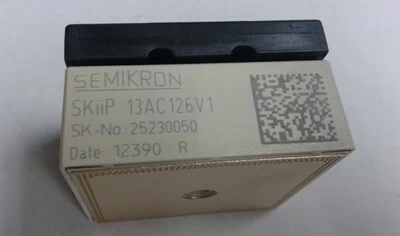 SEMIKRON
SKiiP 13AC126V1
SK-No. 25230050
Date: 12390 R